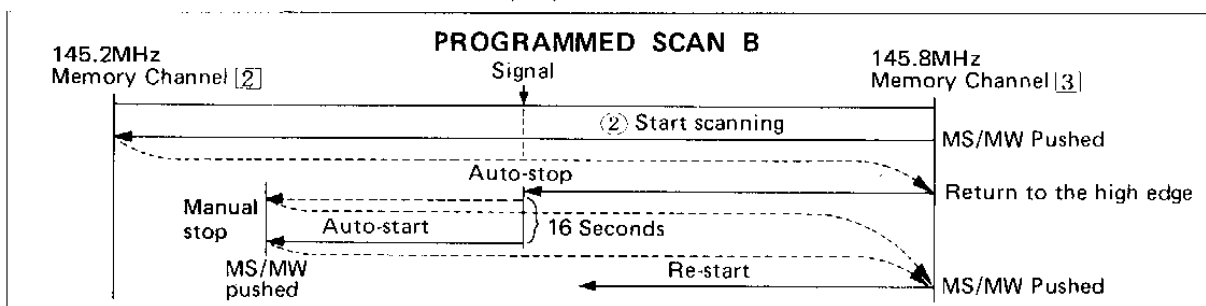 PROGRAMMED SCAN B
145.2MHz
Memory Channel [2]
Signal
145.8MHz
Memory Channel [3]
② Start scanning
MS/MW Pushed
Auto-stop
Return to the high edge
Manual
stop
Auto-start
16 Seconds
MS/MW
pushed
Re-start
MS/MW Pushed